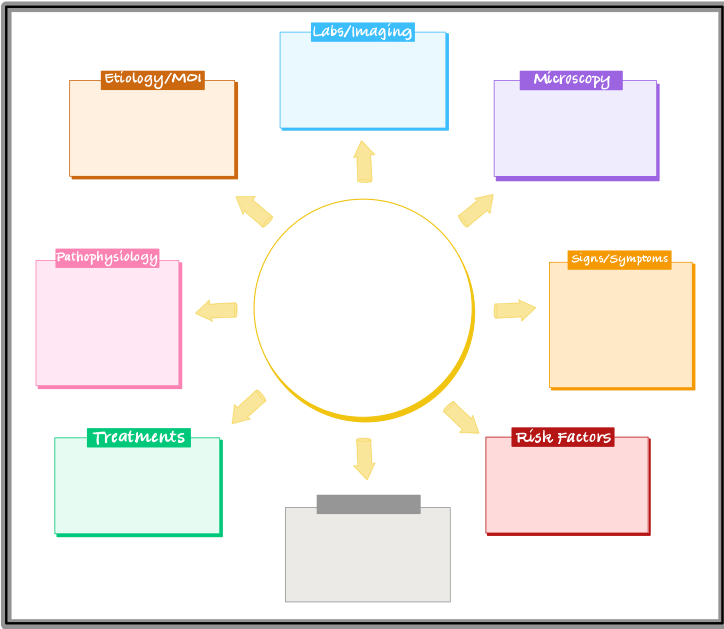 Labs/Imaging
Etiology/MOI
Microscopy
Pathophysiology
Signs/Symptoms
Treatments
Risk Factors